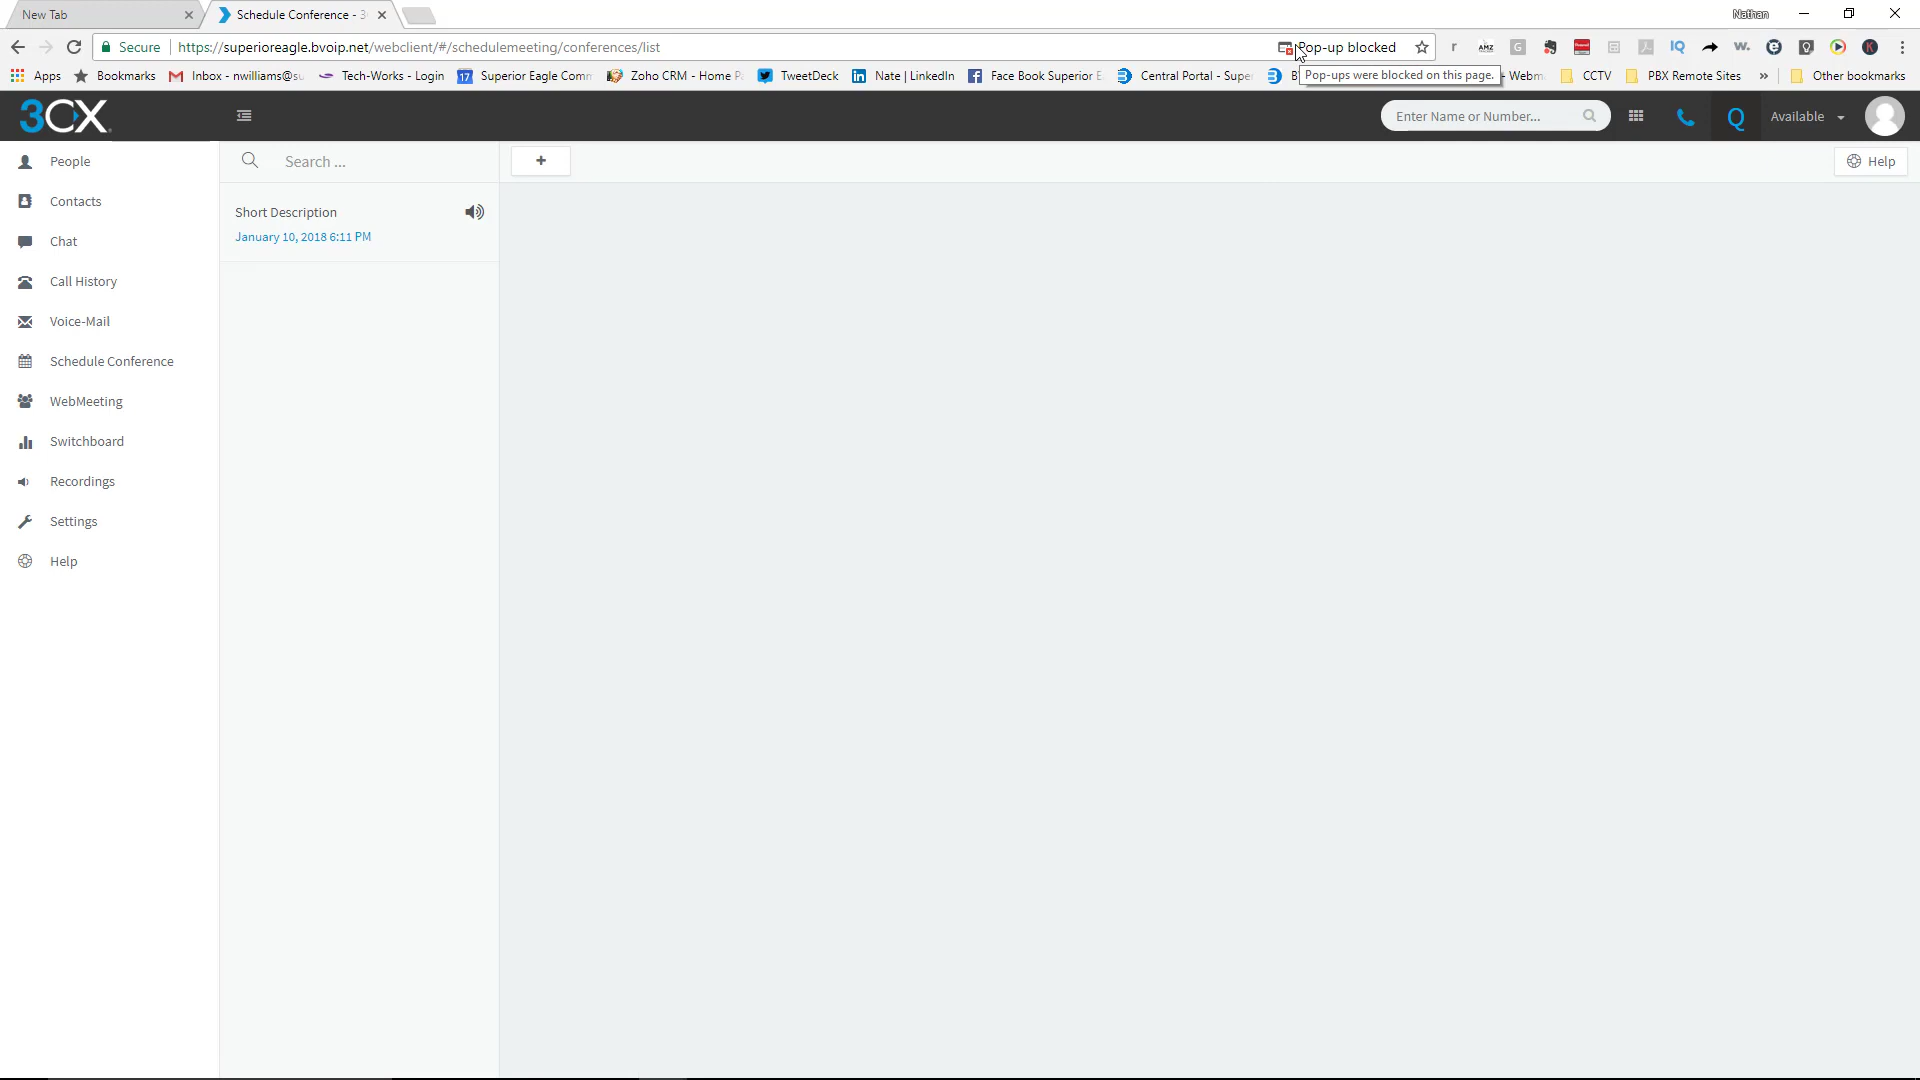 New Tab
Schedule Conference - 3
Nathan
Secure
https://superioreagle.bvoip.net/webclient/#/schedulemeeting/conferences/list
Pop-up blocked
r
AMZ
G
IQ
W.
K
Apps
Bookmarks
Inbox - nwilliams@su
Tech-Works - Login
17
Superior Eagle Comm
Zoho CRM - Home P
TweetDeck
Nate | LinkedIn
Face Book Superior E
Central Portal - Supe
Pop-ups were blocked on this page.
Webm
CCTV
PBX Remote Sites
»
Other bookmarks
3CX
Enter Name or Number...
Q
Available
People
Search ...
+
Help
Contacts
Short Description
January 10, 2018 6:11 PM
Chat
Call History
Voice-Mail
Schedule Conference
WebMeeting
Switchboard
Recordings
Settings
Help